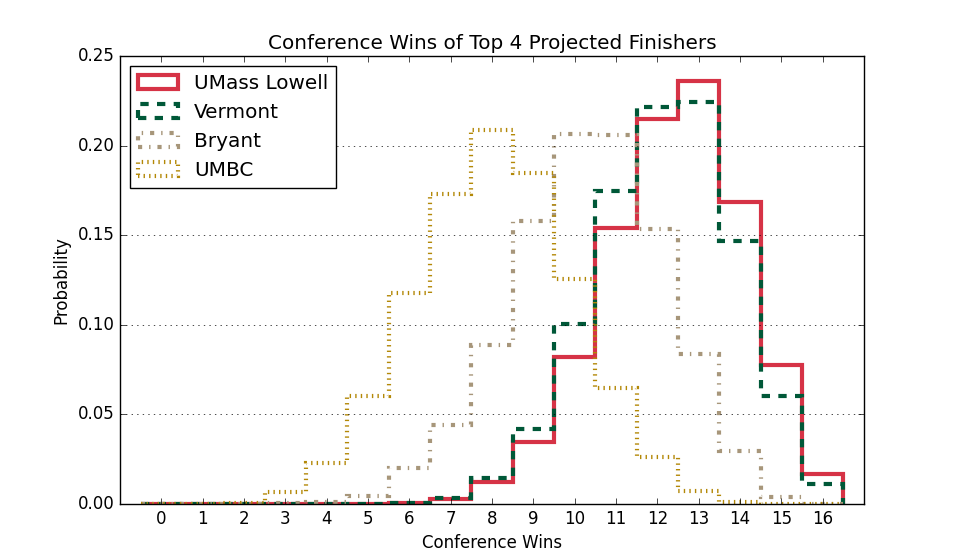 Conference Wins of Top 4 Projected Finishers
0.25
0.20
0.15
0.10
0.05
0.00
Probability
UMass Lowell
Vermont
Bryant
UMBC
0 1 2 3 4 5 6 7 8 9 10 11 12 13 14 15 16
Conference Wins